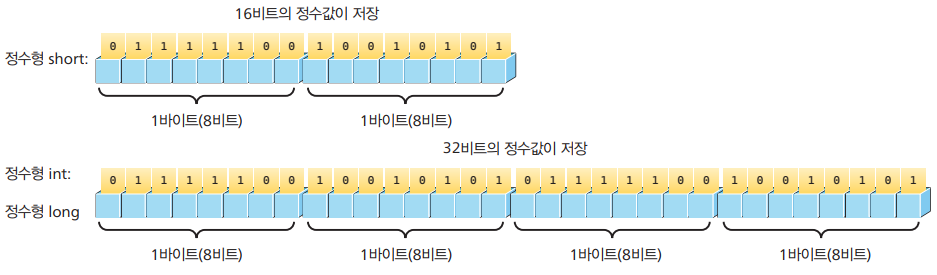 16비트의 정수값이 저장
0 1 1 1 1 1 0 0 1 0 0 1 0 1 0 1
정수형 short:
1바이트(8비트) 1바이트(8비트)
32비트의 정수값이 저장
정수형 int: 0 1 1 1 1 1 0 0 1 0 0 1 0 1 0 1 0 1 1 1 1 1 0 0 1 0 0 1 0 1 0 1
정수형 long
1바이트(8비트) 1바이트(8비트) 1바이트(8비트) 1바이트(8비트)